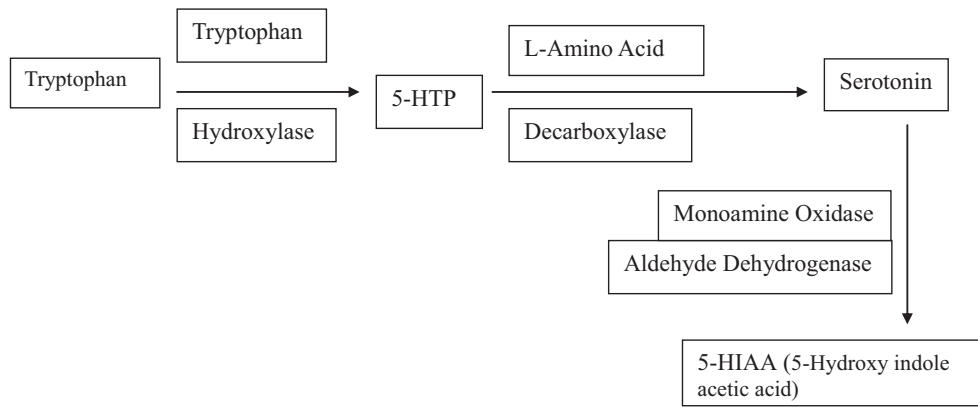 Tryptophan
Tryptophan
Hydroxylase
5-HTP
L-Amino Acid
Decarboxylase
Serotonin
Monoamine Oxidase
Aldehyde Dehydrogenase
5-HIAA (5-Hydroxy indole
acetic acid)